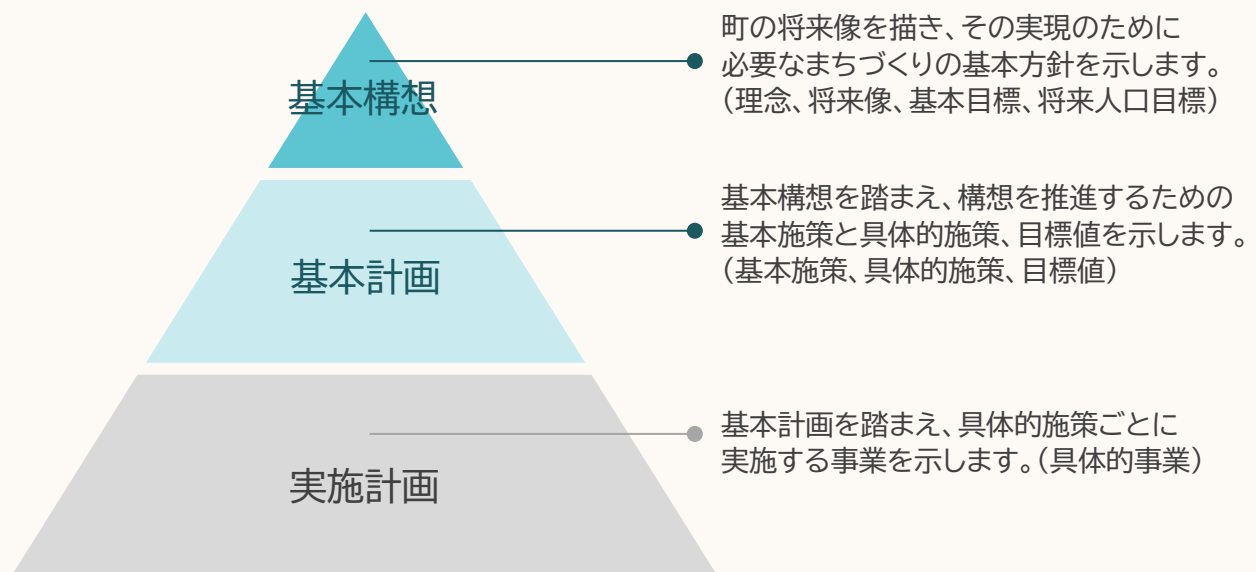 基本構想
町の将来像を描き、その実現のために
必要なまちづくりの基本方針を示します。
（理念、将来像、基本目標、将来人口目標）
基本計画
基本構想を踏まえ、構想を推進するための
基本施策と具体的施策、目標値を示します。
（基本施策、具体的施策、目標値）
実施計画
基本計画を踏まえ、具体的施策ごとに
実施する事業を示します。（具体的事業）